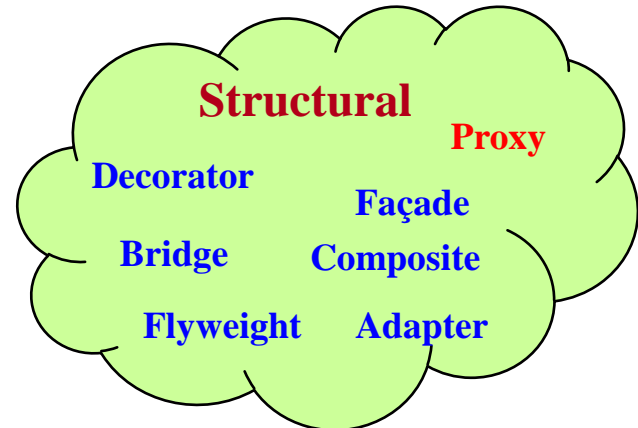 Structural
Proxy
Decorator
Façade
Bridge
Composite
Flyweight
Adapter